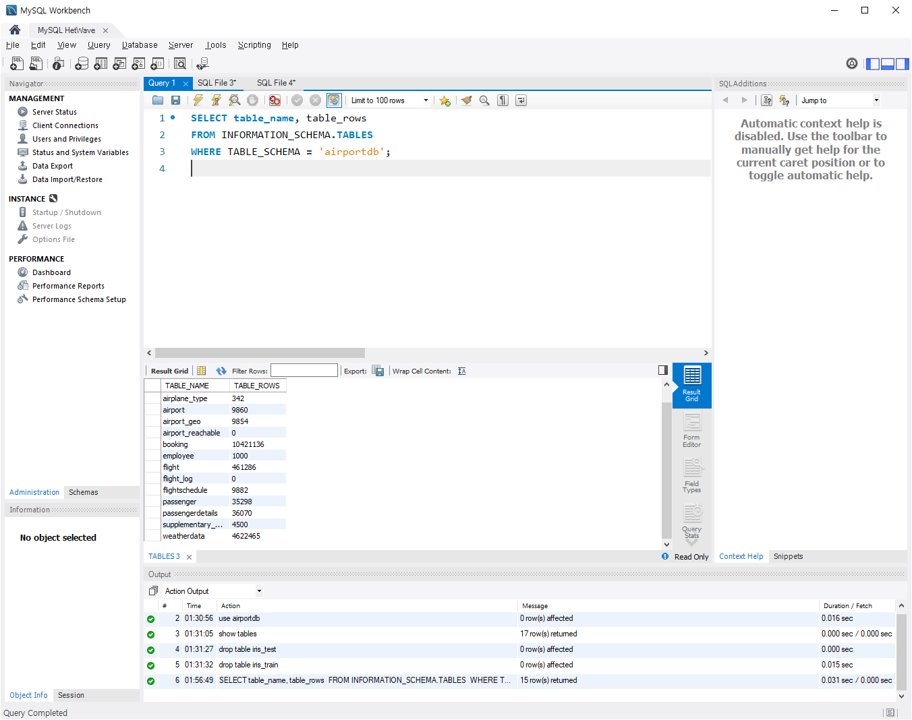 MySQL Workbench
MySQL HetWave ×
File Edit View Query Database Server Tools Scripting Help
Navigator
MANAGEMENT
Server Status
Client Connections
Users and Privileges
Status and System Variables
Data Export
Data Import/Restore
INSTANCE
Startup / Shutdown
Server Logs
Options File
PERFORMANCE
Dashboard
Performance Reports
Performance Schema Setup
Administration Schemas
Information
No object selected
Object Info Session
Query Completed
Query 1 × SQL File 3* SQL File 4*
Limit to 100 rows
1 SELECT table_name, table_rows
2 FROM INFORMATION_SCHEMA.TABLES
3 WHERE TABLE_SCHEMA = 'airportdb';
4
Result Grid Filter Rows: Export: Wrap Cell Content:
TABLE_NAME TABLE_ROWS
airplane_type 342
airport 9860
airport_geo 9854
airport_reachable 0
booking 10421136
employee 1000
flight 461286
flight_log 0
flightschedule 9882
passenger 35298
passengerdetails 36070
supplementary_... 4500
weatherdata 4622465
Result Grid
Form Editor
Field Types
Query Stats
TABLES 3 × Read Only
SQLAdditions
Jump to
Automatic context help is
disabled. Use the toolbar to
manually get help for the
current caret position or to
toggle automatic help.
Context Help Snippets
Output
Action Output
# Time Action Message Duration / Fetch
2 01:30:56 use airportdb 0 row(s) affected 0.016 sec
3 01:31:05 show tables 17 row(s) returned 0.000 sec / 0.000 sec
4 01:31:27 drop table iris_test 0 row(s) affected 0.000 sec
5 01:31:32 drop table iris_train 0 row(s) affected 0.015 sec
6 01:56:49 SELECT table_name, table_rows FROM INFORMATION_SCHEMA.TABLES WHERE T... 15 row(s) returned 0.031 sec / 0.000 sec